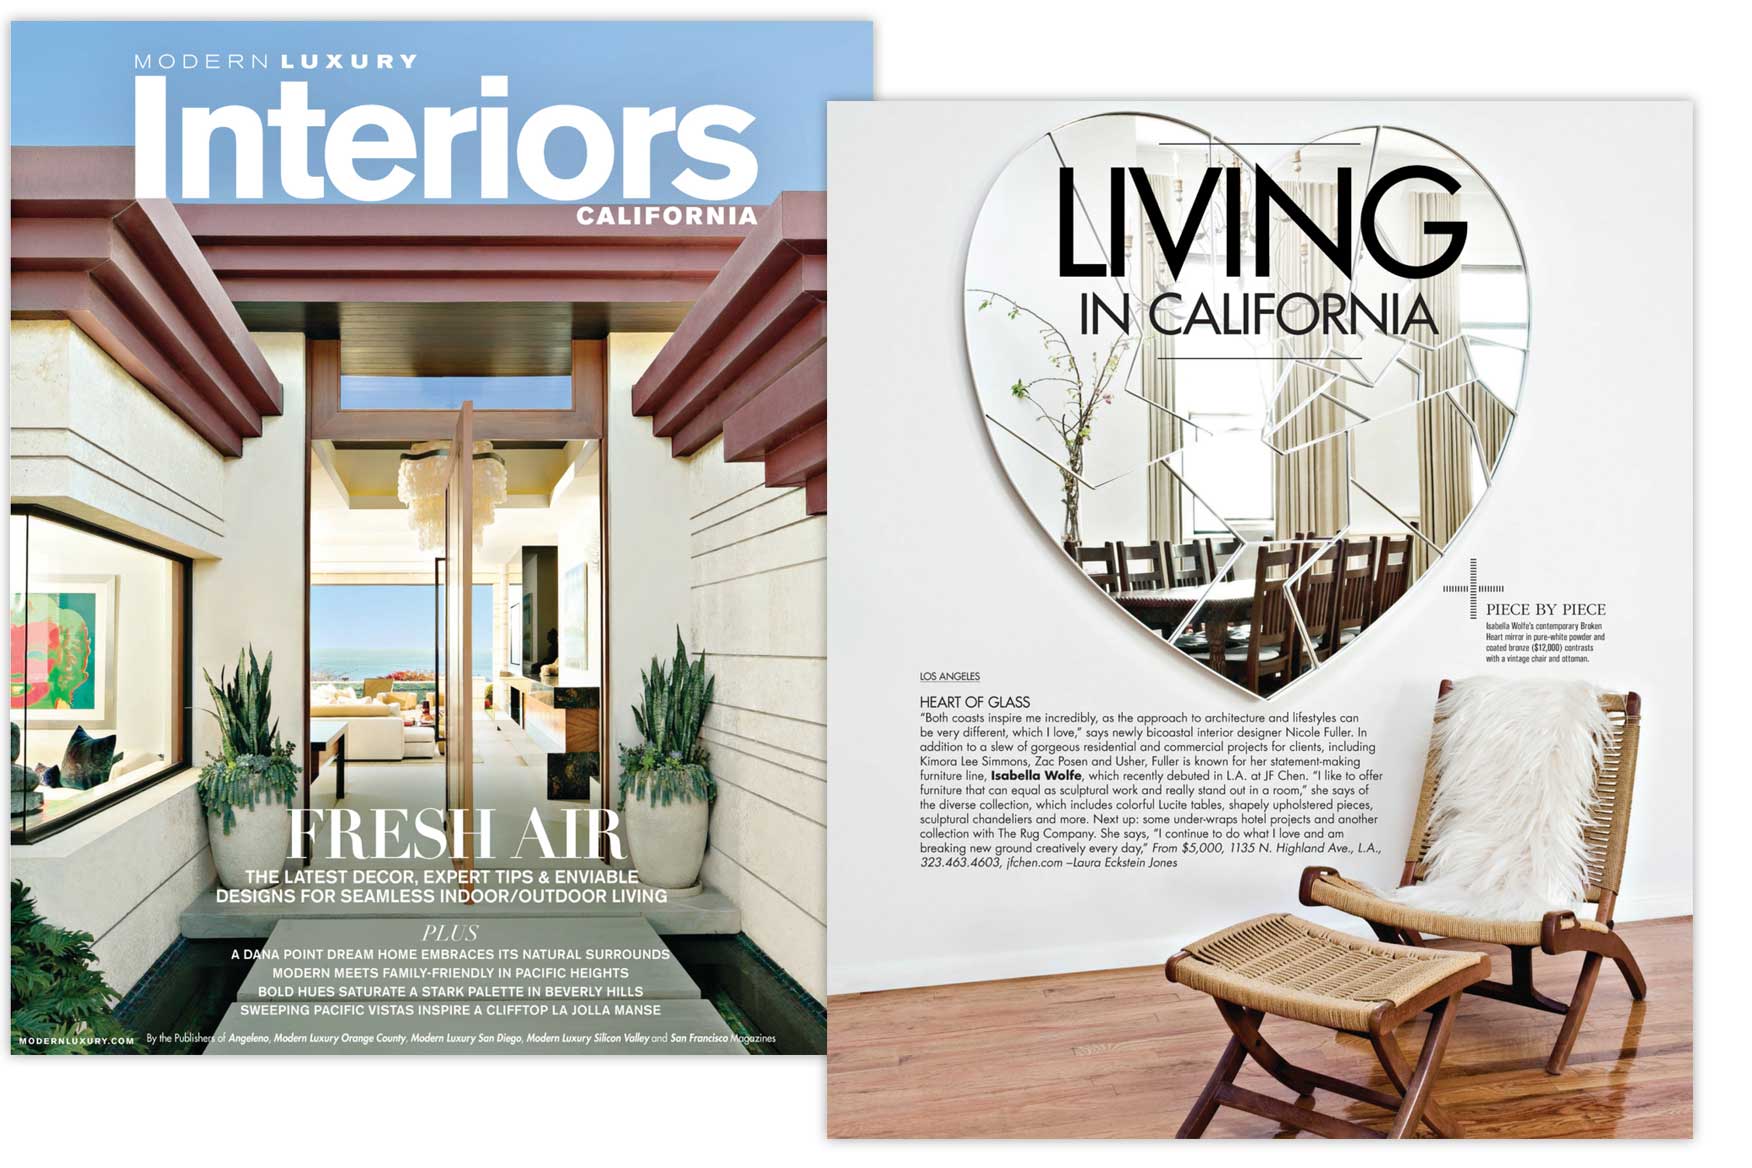 MODERN LUXURY
Interiors
CALIFORNIA
FRESH AIR
THE LATEST DECOR, EXPERT TIPS & ENVIABLE
DESIGNS FOR SEAMLESS INDOOR/OUTDOOR LIVING
PLUS
A DANA POINT DREAM HOME EMBRACES ITS NATURAL SURROUNDS
MODERN MEETS FAMILY-FRIENDLY IN PACIFIC HEIGHTS
BOLD HUES SATURATE A STARK PALETTE IN BEVERLY HILLS
SWEEPING PACIFIC VISTAS INSPIRE A CLIFFTOP LA JOLLA MANSE
MODERNLUXURY.COM By the Publishers of Angeleno, Modern Luxury Orange County, Modern Luxury San Diego, Modern Luxury Silicon Valley and San Francisco Magazines
LIVING
IN CALIFORNIA
PIECE BY PIECE
Isabella Wolfe's contemporary Broken
Heart mirror in pure-white powder and
coated bronze ($12,000) contrasts
with a vintage chair and ottoman.
LOS ANGELES
HEART OF GLASS
"Both coasts inspire me incredibly, as the approach to architecture and lifestyles can
be very different, which I love," says newly bicoastal interior designer Nicole Fuller. In
addition to a slew of gorgeous residential and commercial projects for clients, including
Kimora Lee Simmons, Zac Posen and Usher, Fuller is known for her statement-making
furniture line, Isabella Wolfe, which recently debuted in L.A. at JF Chen. "I like to offer
furniture that can equal as sculptural work and really stand out in a room," she says of
the diverse collection, which includes colorful Lucite tables, shapely upholstered pieces,
sculptural chandeliers and more. Next up: some under-wraps hotel projects and another
collection with The Rug Company. She says, "I continue to do what I love and am
breaking new ground creatively every day," From $5,000, 1135 N. Highland Ave., L.A.,
323.463.4603, jfchen.com –Laura Eckstein Jones